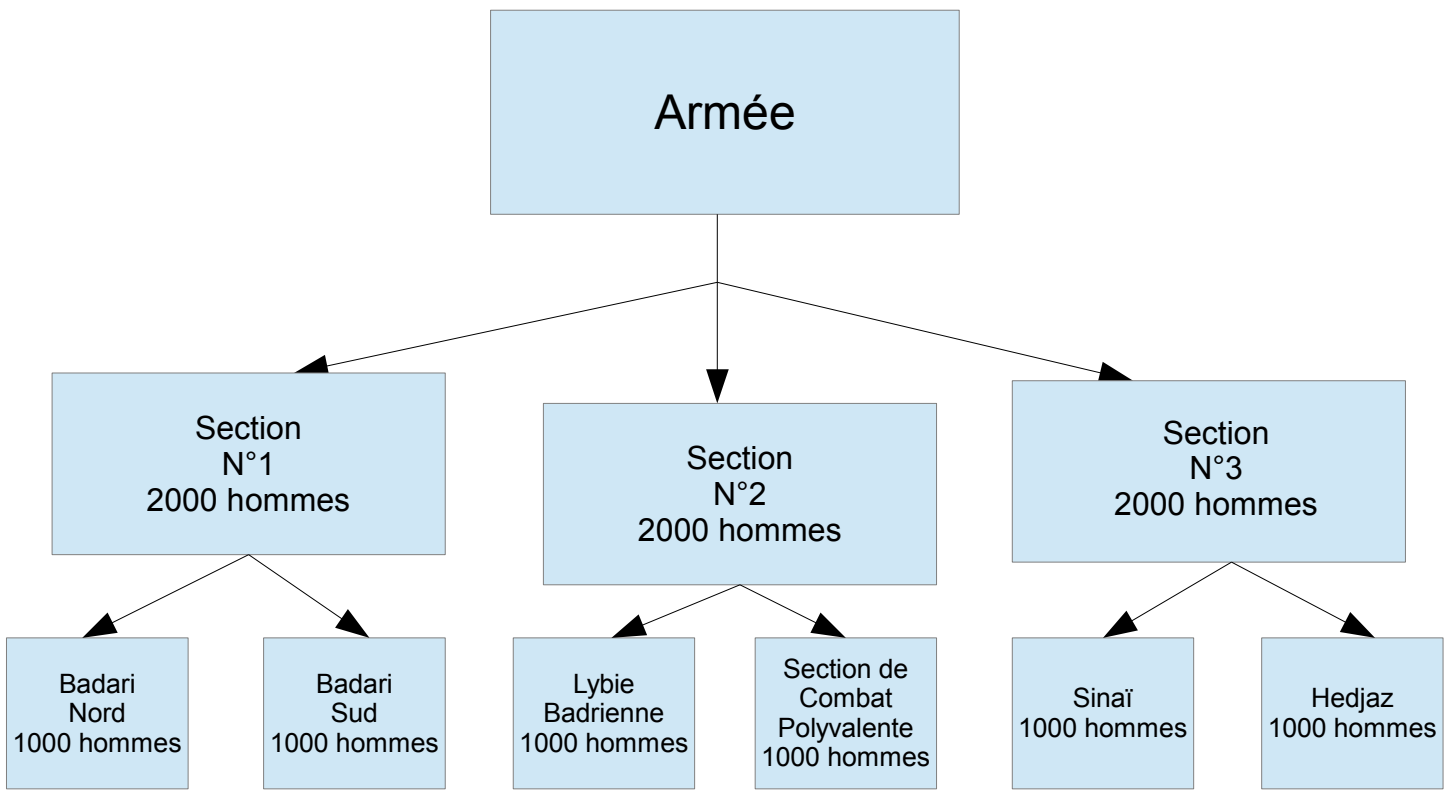 Armée
Section
N°1
2000 hommes
Section
N°2
2000 hommes
Section
N°3
2000 hommes
Badari
Nord
1000 hommes
Badari
Sud
1000 hommes
Lybie
Badrienne
1000 hommes
Section de
Combat
Polyvalente
1000 hommes
Sinaï
1000 hommes
Hedjaz
1000 hommes